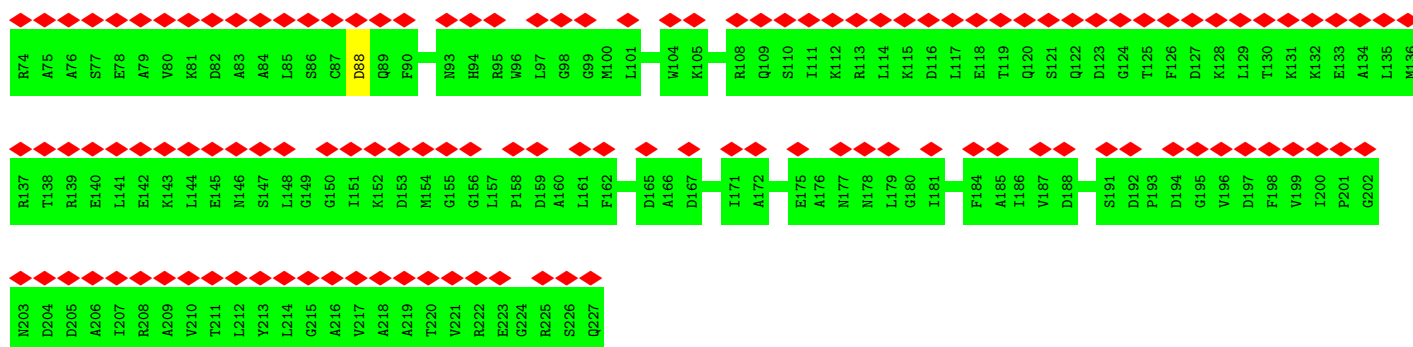 R74 A75 A76 S77 E78 A79 V80 K81 D82 A83 A84 L85 S86 C87 D88 Q89 F90 N93 H94 R95 W96 L97 G98 G99 M100 L101 W104 K105 R108 Q109 S110 I111 K112 R113 L114 K115 D116 L117 E118 T119 Q120 S121 Q122 D123 G124 T125 F126 D127 K128 L129 T130 K131 K132 E133 A134 L135 M136
R137 T138 R139 E140 L141 E142 K143 L144 E145 N146 S147 L148 G149 G150 I151 K152 D153 M154 G155 G156 L157 P158 D159 A160 L161 F162 D165 A166 D167 I171 A172 E175 A176 N177 N178 L179 G180 I181 F184 A185 I186 V187 D188 S191 D192 P193 D194 G195 V196 D197 F198 V199 I200 P201 G202
N203 D204 D205 A206 I207 R208 A209 V210 T211 L212 Y213 L214 G215 A216 V217 A218 A219 T220 V221 R222 E223 G224 R225 S226 Q227